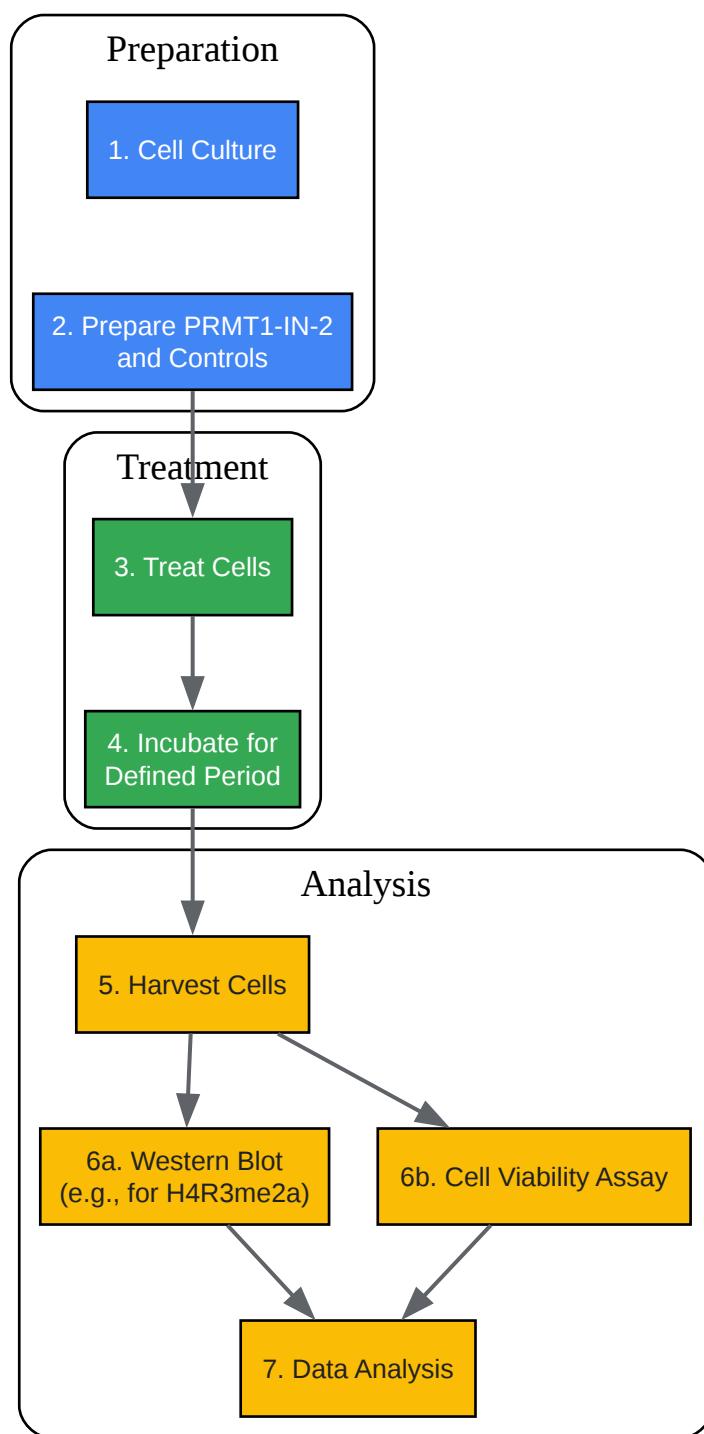 Preparation
1. Cell Culture
2. Prepare PRMT1-IN-2
and Controls
Treatment
3. Treat Cells
4. Incubate for
Defined Period
Analysis
5. Harvest Cells
6a. Western Blot
(e.g., for H4R3me2a)
6b. Cell Viability Assay
7. Data Analysis